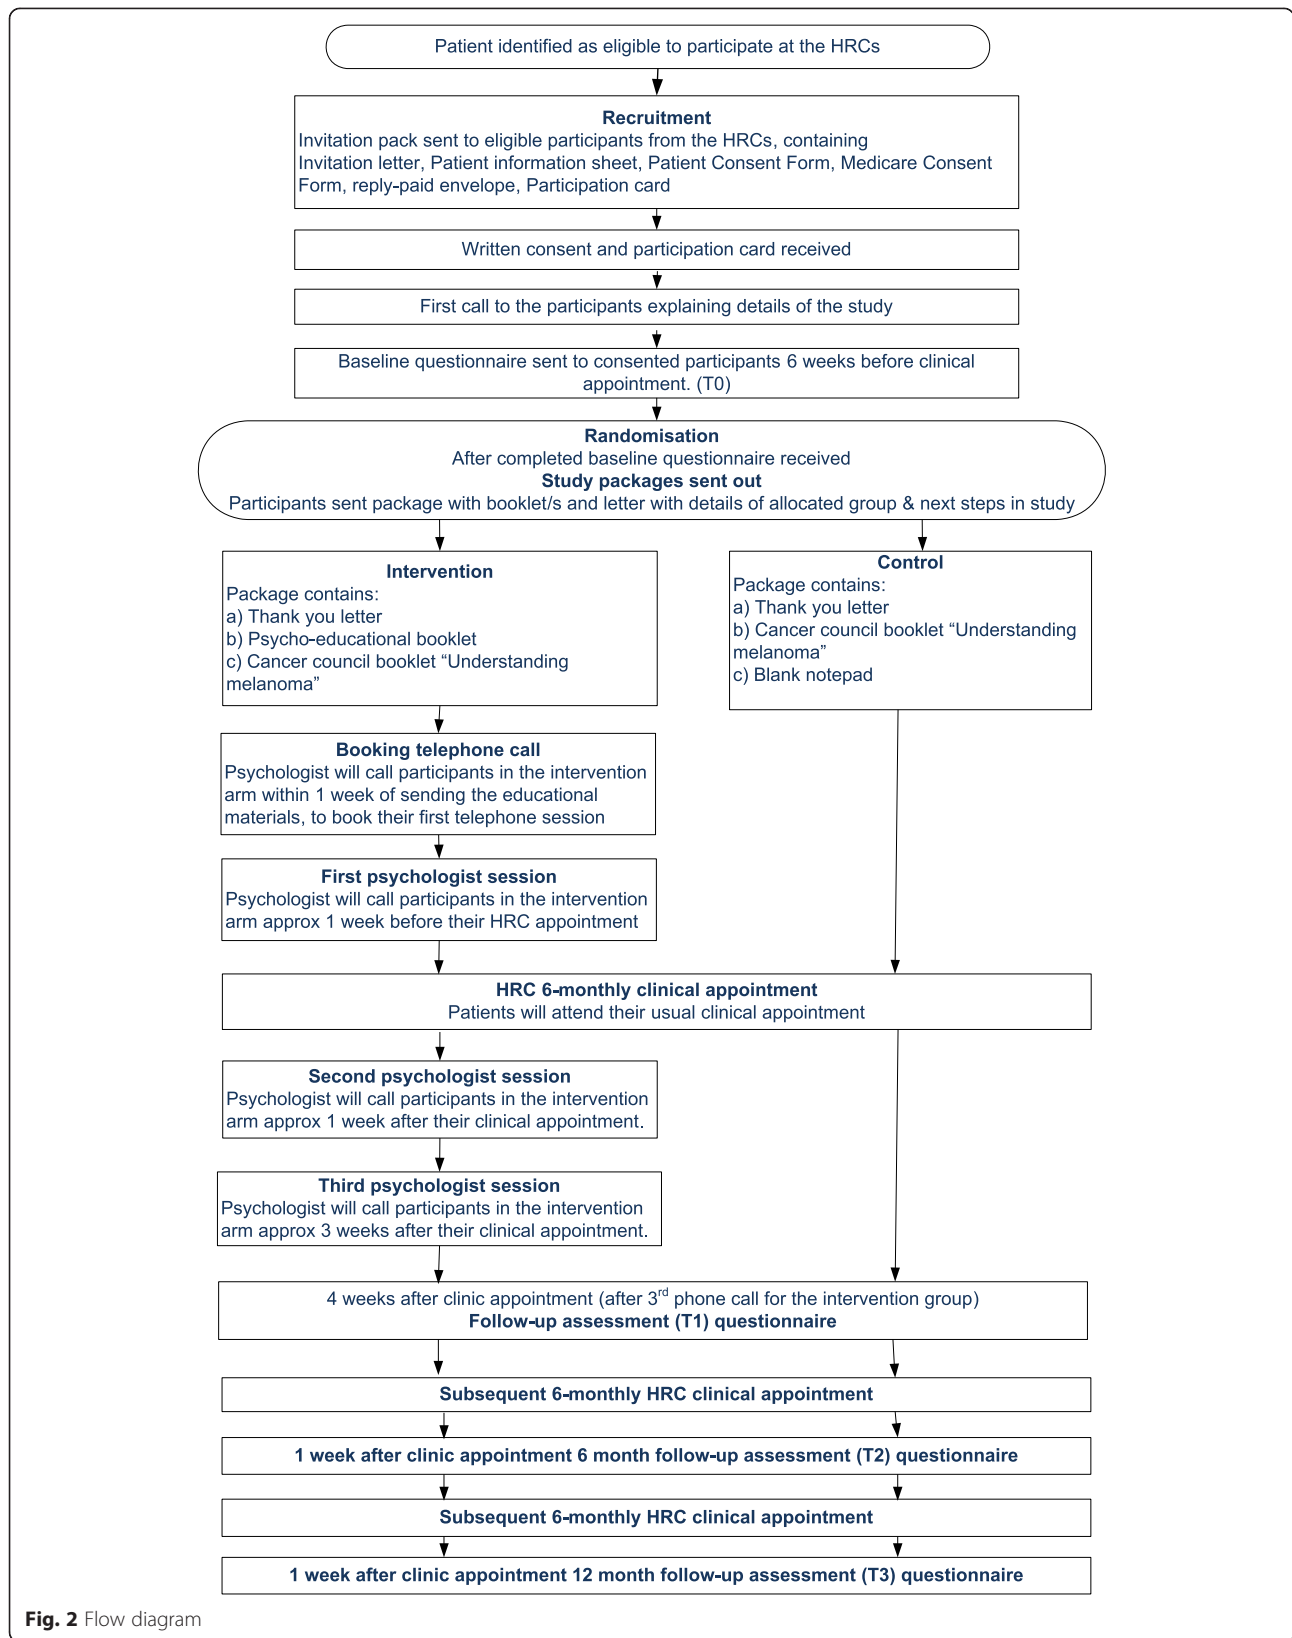 Patient identified as eligible to participate at the HRCs
Recruitment
Invitation pack sent to eligible participants from the HRCs, containing
Invitation letter, Patient information sheet, Patient Consent Form, Medicare Consent
Form, reply-paid envelope, Participation card
Written consent and participation card received
First call to the participants explaining details of the study
Baseline questionnaire sent to consented participants 6 weeks before clinical
appointment. (T0)
Randomisation
After completed baseline questionnaire received
Study packages sent out
Participants sent package with booklet/s and letter with details of allocated group & next steps in study
Intervention
Package contains:
a) Thank you letter
b) Psycho-educational booklet
c) Cancer council booklet “Understanding
melanoma”
Control
Package contains:
a) Thank you letter
b) Cancer council booklet “Understanding
melanoma”
c) Blank notepad
Booking telephone call
Psychologist will call participants in the intervention
arm within 1 week of sending the educational
materials, to book their first telephone session
First psychologist session
Psychologist will call participants in the intervention
arm approx 1 week before their HRC appointment
HRC 6-monthly clinical appointment
Patients will attend their usual clinical appointment
Second psychologist session
Psychologist will call participants in the intervention
arm approx 1 week after their clinical appointment.
Third psychologist session
Psychologist will call participants in the intervention
arm approx 3 weeks after their clinical appointment.
4 weeks after clinic appointment (after 3rd phone call for the intervention group)
Follow-up assessment (T1) questionnaire
Subsequent 6-monthly HRC clinical appointment
1 week after clinic appointment 6 month follow-up assessment (T2) questionnaire
Subsequent 6-monthly HRC clinical appointment
1 week after clinic appointment 12 month follow-up assessment (T3) questionnaire
Fig. 2 Flow diagram